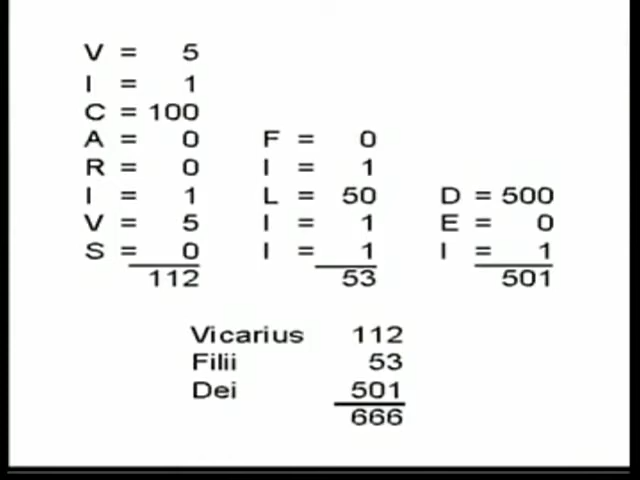 V = 5
I = 1
C = 100
A = 0 F = 0
R = 0 I = 1
I = 1 L = 50 D = 500
V = 5 I = 1 E = 0
S = 0 I = 1 I = 1
112 53 501
Vicarius 112
Filii 53
Dei 501
666